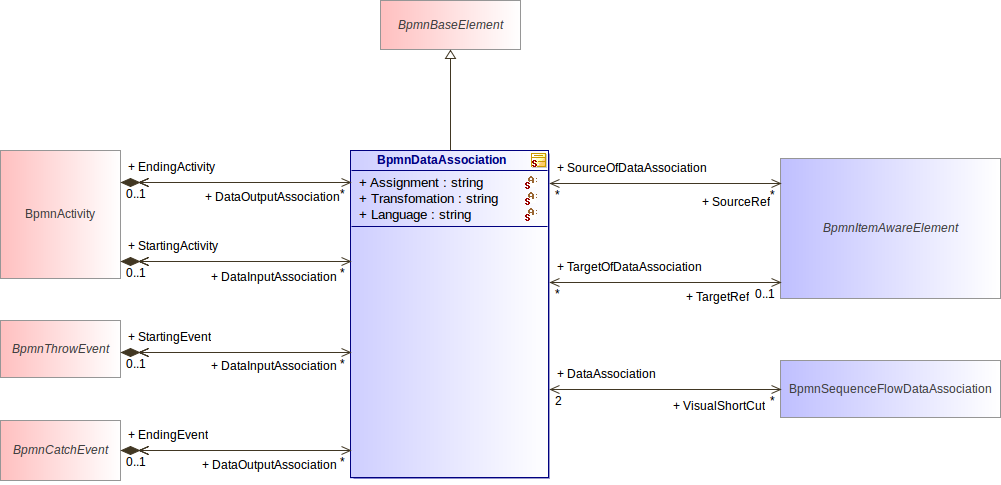 BpmnBaseElement
BpmnActivity
+ EndingActivity
0..1
+ DataOutputAssociation
*
+ StartingActivity
0..1
+ DataInputAssociation
*
BpmnThrowEvent
+ StartingEvent
0..1
+ DataInputAssociation
*
BpmnCatchEvent
+ EndingEvent
0..1
+ DataOutputAssociation
*
BpmnDataAssociation
+ Assignment : string
+ Transfomation : string
+ Language : string
+ SourceOfDataAssociation
*
*
+ SourceRef
+ TargetOfDataAssociation
*
+ TargetRef
0..1
BpmnItemAwareElement
+ DataAssociation
2
+ VisualShortCut
*
BpmnSequenceFlowDataAssociation